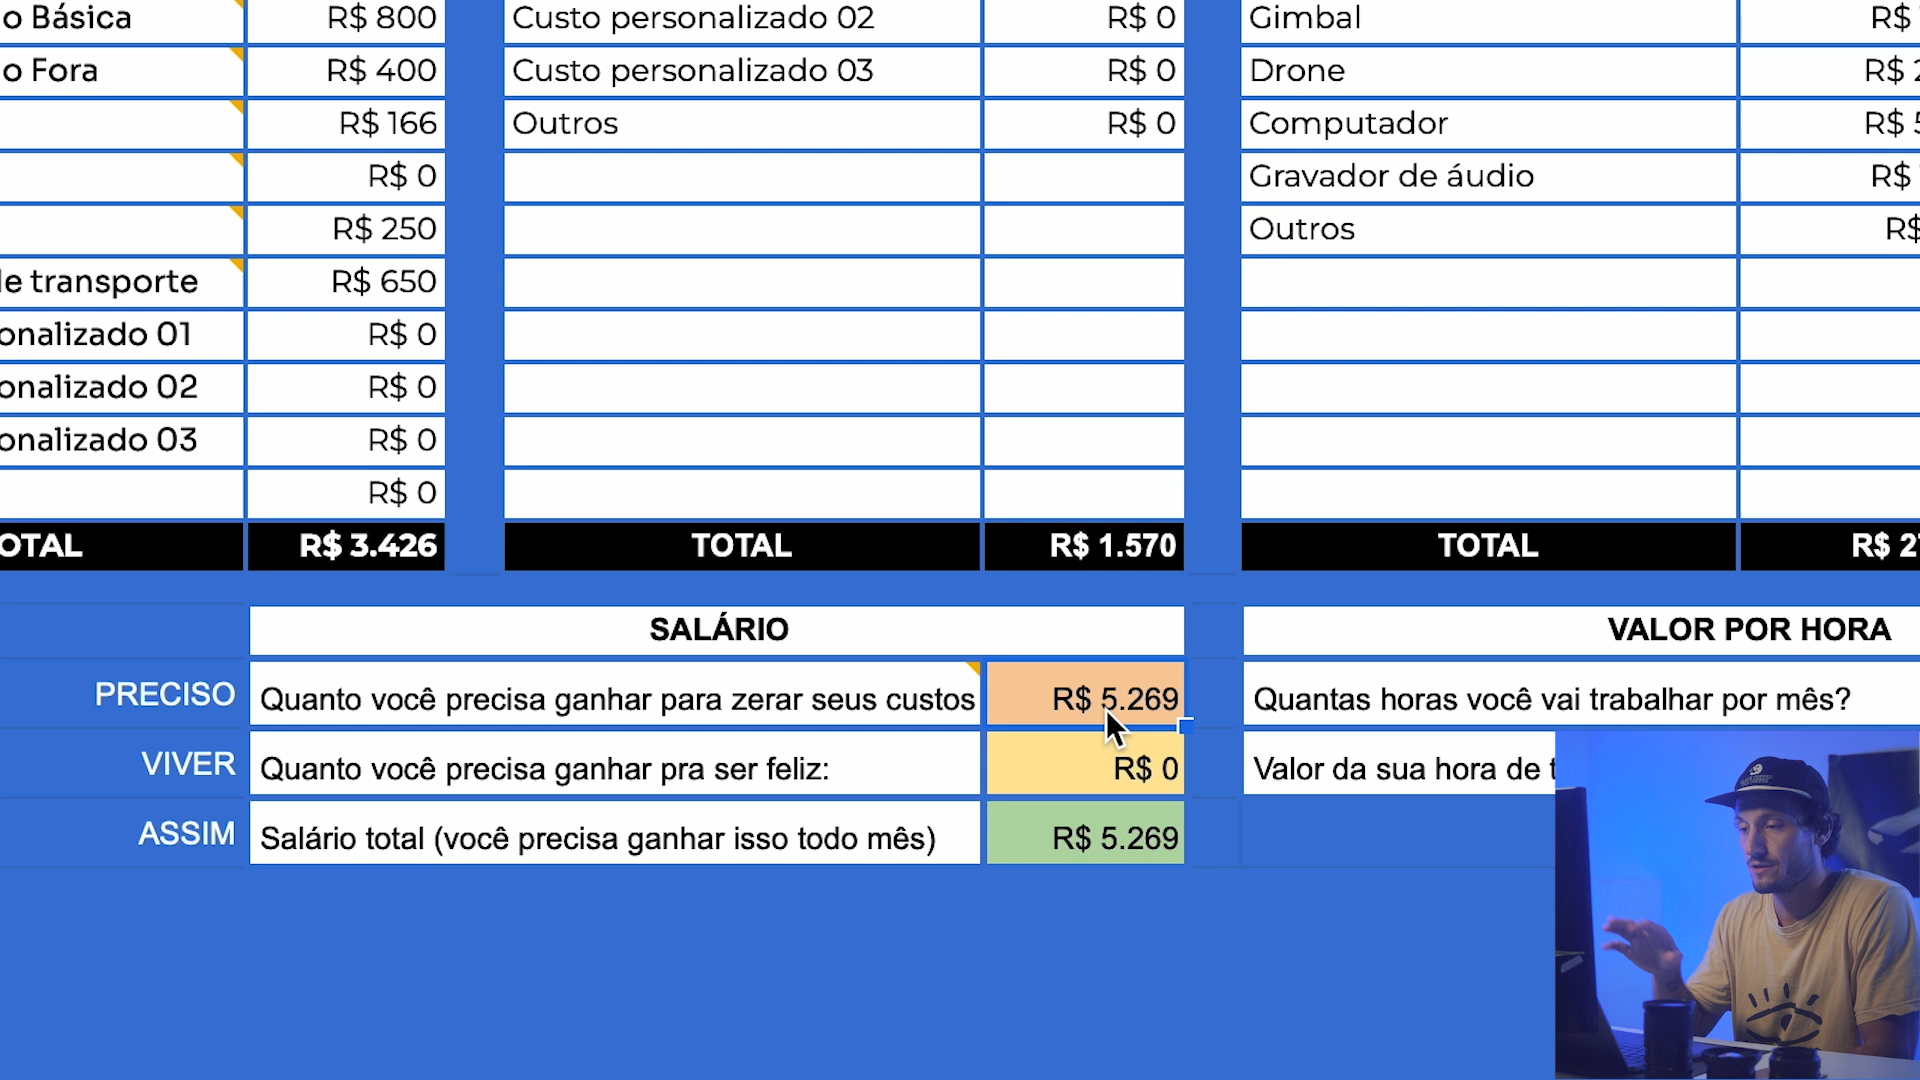 o Básica R$ 800 Custo personalizado 02 R$ 0 Gimbal R$
o Fora R$ 400 Custo personalizado 03 R$ 0 Drone R$ 2
R$ 166 Outros R$ 0 Computador R$ 5
R$ 0 Gravador de áudio R$
R$ 250 Outros R$
de transporte R$ 650
onalizado 01 R$ 0
onalizado 02 R$ 0
onalizado 03 R$ 0
R$ 0
OTAL R$ 3.426 TOTAL R$ 1.570 TOTAL R$ 2
SALÁRIO VALOR POR HORA
PRECISO Quanto você precisa ganhar para zerar seus custos R$ 5.269 Quantas horas você vai trabalhar por mês?
VIVER Quanto você precisa ganhar pra ser feliz: R$ 0 Valor da sua hora de t
ASSIM Salário total (você precisa ganhar isso todo mês) R$ 5.269